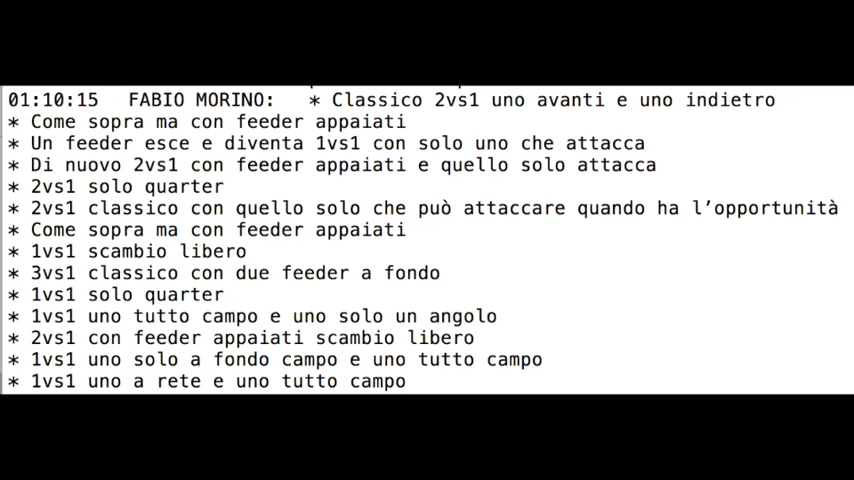 01:10:15 FABIO MORINO: * Classico 2vs1 uno avanti e uno indietro
* Come sopra ma con feeder appaiati
* Un feeder esce e diventa 1vs1 con solo uno che attacca
* Di nuovo 2vs1 con feeder appaiati e quello solo attacca
* 2vs1 solo quarter
* 2vs1 classico con quello solo che può attaccare quando ha l’opportunità
* Come sopra ma con feeder appaiati
* 1vs1 scambio libero
* 3vs1 classico con due feeder a fondo
* 1vs1 solo quarter
* 1vs1 uno tutto campo e uno solo un angolo
* 2vs1 con feeder appaiati scambio libero
* 1vs1 uno solo a fondo campo e uno tutto campo
* 1vs1 uno a rete e uno tutto campo